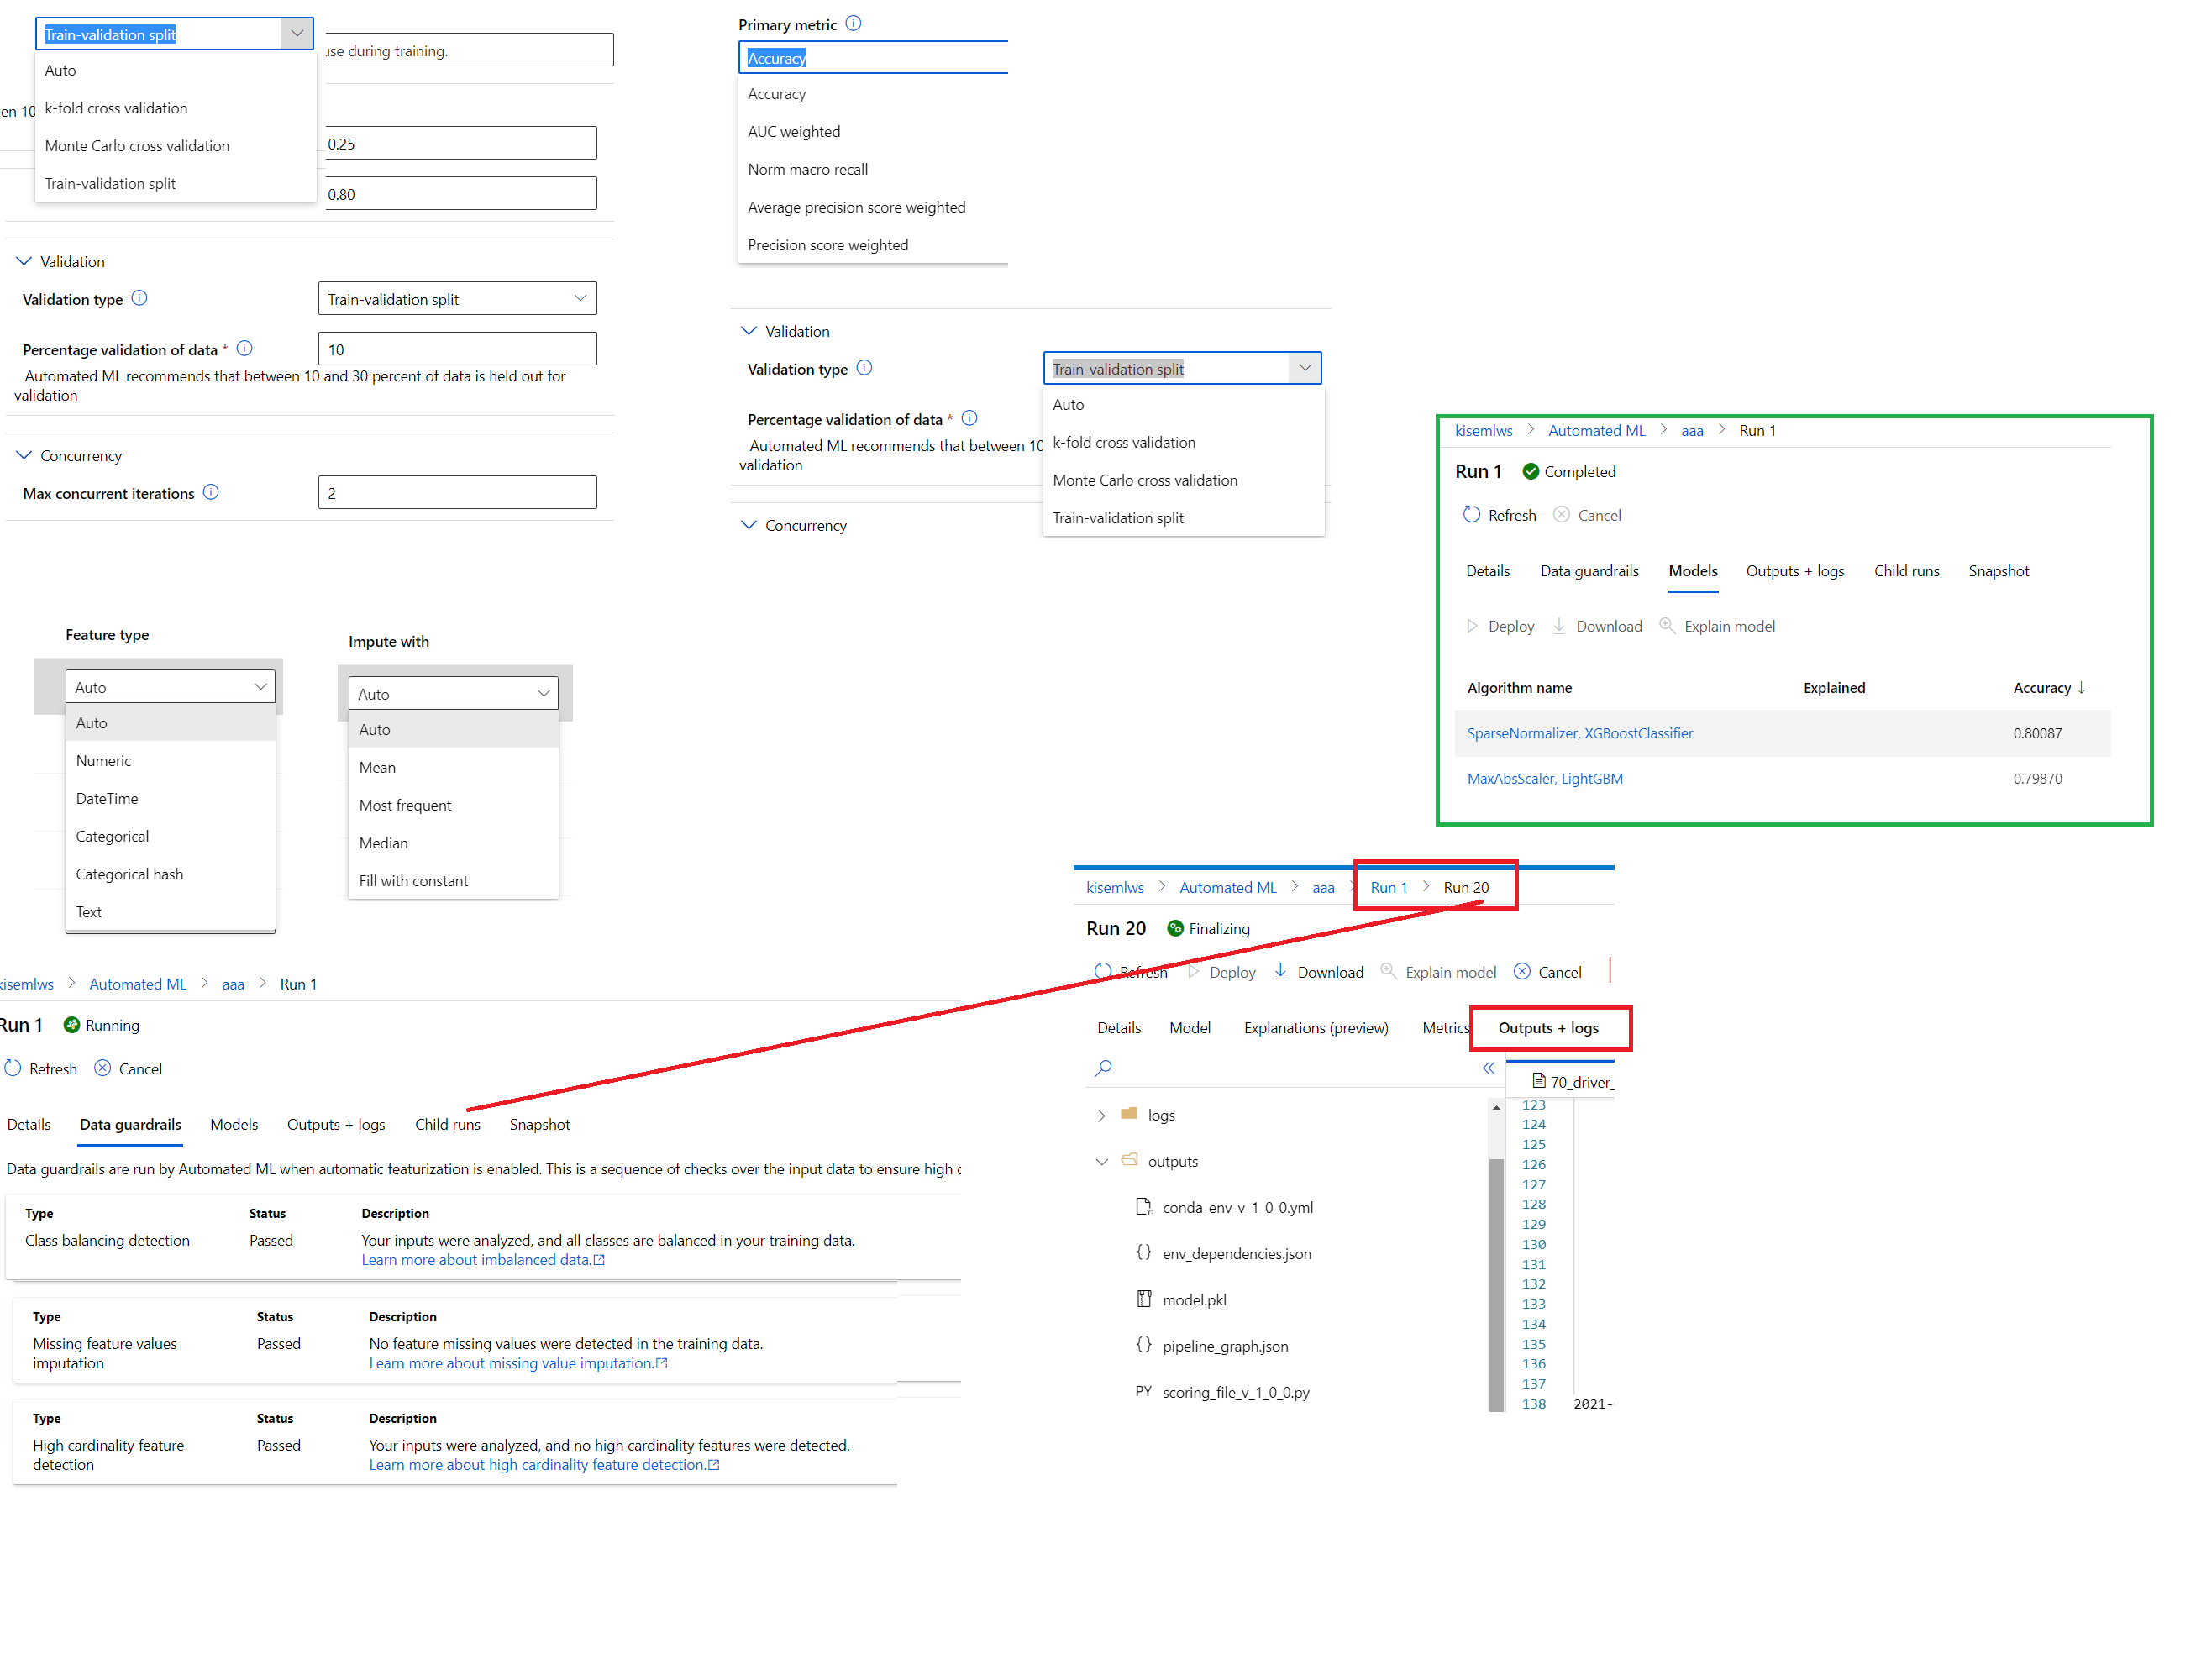 Train-validation split
Auto
k-fold cross validation
Monte Carlo cross validation
Train-validation split
use during training.
en 10
0.25
0.80
Validation
Validation type
Train-validation split
Percentage validation of data *
10
Automated ML recommends that between 10 and 30 percent of data is held out for
validation
Concurrency
Max concurrent iterations
2
Primary metric
Accuracy
Accuracy
AUC weighted
Norm macro recall
Average precision score weighted
Precision score weighted
Validation
Validation type
Train-validation split
Auto
k-fold cross validation
Monte Carlo cross validation
Train-validation split
Percentage validation of data *
Automated ML recommends that between 10
validation
Concurrency
kisemlws > Automated ML > aaa > Run 1
Run 1 Completed
Refresh Cancel
Details Data guardrails Models Outputs + logs Child runs Snapshot
Deploy Download Explain model
Algorithm name Explained Accuracy ↓
SparseNormalizer, XGBoostClassifier 0.80087
MaxAbsScaler, LightGBM 0.79870
Feature type
Auto
Auto
Numeric
DateTime
Categorical
Categorical hash
Text
Impute with
Auto
Auto
Mean
Most frequent
Median
Fill with constant
kisemlws > Automated ML > aaa > Run 1 > Run 20
Run 20 Finalizing
Refresh Deploy Download Explain model Cancel
Details Model Explanations (preview) Metrics Outputs + logs
logs
outputs
conda_env_v_1_0_0.yml
{} env_dependencies.json
model.pkl
{} pipeline_graph.json
PY scoring_file_v_1_0_0.py
70_driver_
123
124
125
126
127
128
129
130
131
132
133
134
135
136
137
138 2021-
kisemlws > Automated ML > aaa > Run 1
Run 1 Running
Refresh Cancel
Details Data guardrails Models Outputs + logs Child runs Snapshot
Data guardrails are run by Automated ML when automatic featurization is enabled. This is a sequence of checks over the input data to ensure high
Type Status Description
Class balancing detection Passed Your inputs were analyzed, and all classes are balanced in your training data.
Learn more about imbalanced data.
Type Status Description
Missing feature values Passed No feature missing values were detected in the training data.
imputation Learn more about missing value imputation.
Type Status Description
High cardinality feature Passed Your inputs were analyzed, and no high cardinality features were detected.
detection Learn more about high cardinality feature detection.